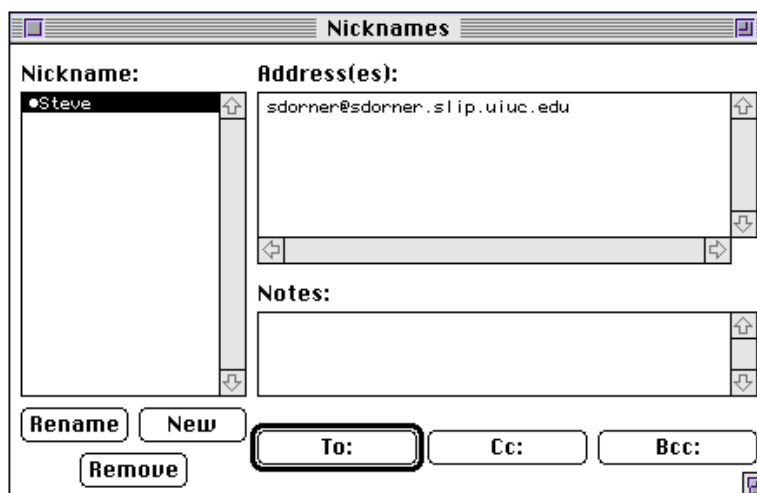 Nicknames
Nickname: Address(es):
•Steve
sdorner@sdorner.slip.uiuc.edu
Notes:
Rename New
To: Cc: Bcc:
Remove